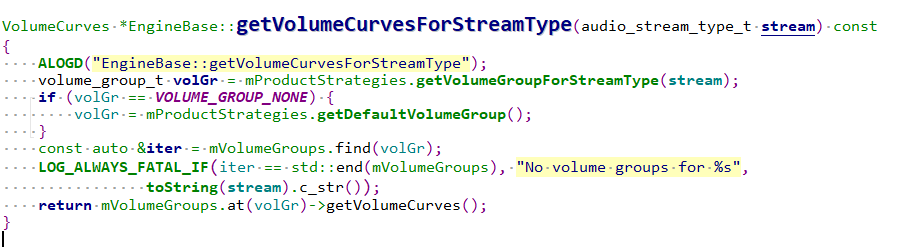 VolumeCurves *EngineBase::getVolumeCurvesForStreamType(audio_stream_type_t stream) const
{
    ALOGD("EngineBase::getVolumeCurvesForStreamType");
    volume_group_t volGr = mProductStrategies.getVolumeGroupForStreamType(stream);
    if (volGr == VOLUME_GROUP_NONE) {
        volGr = mProductStrategies.getDefaultVolumeGroup();
    }
    const auto &iter = mVolumeGroups.find(volGr);
    LOG_ALWAYS_FATAL_IF(iter == std::end(mVolumeGroups), "No volume groups for %s",
                toString(stream).c_str());
    return mVolumeGroups.at(volGr)->getVolumeCurves();
}